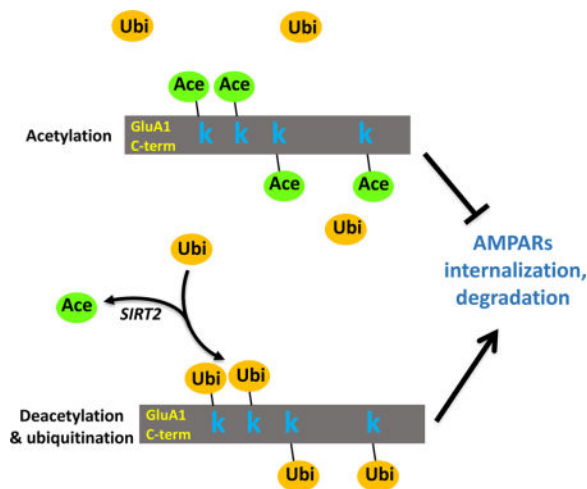 Ubi
Ubi
Ace
Ace
Acetylation
GluA1
C-term
k
k
k
k
Ace
Ace
Ubi
AMPARs
internalization,
degradation
Ubi
Ace
SIRT2
Ubi
Ubi
Deacetylation
& ubiquitination
GluA1
C-term
k
k
k
k
Ubi
Ubi